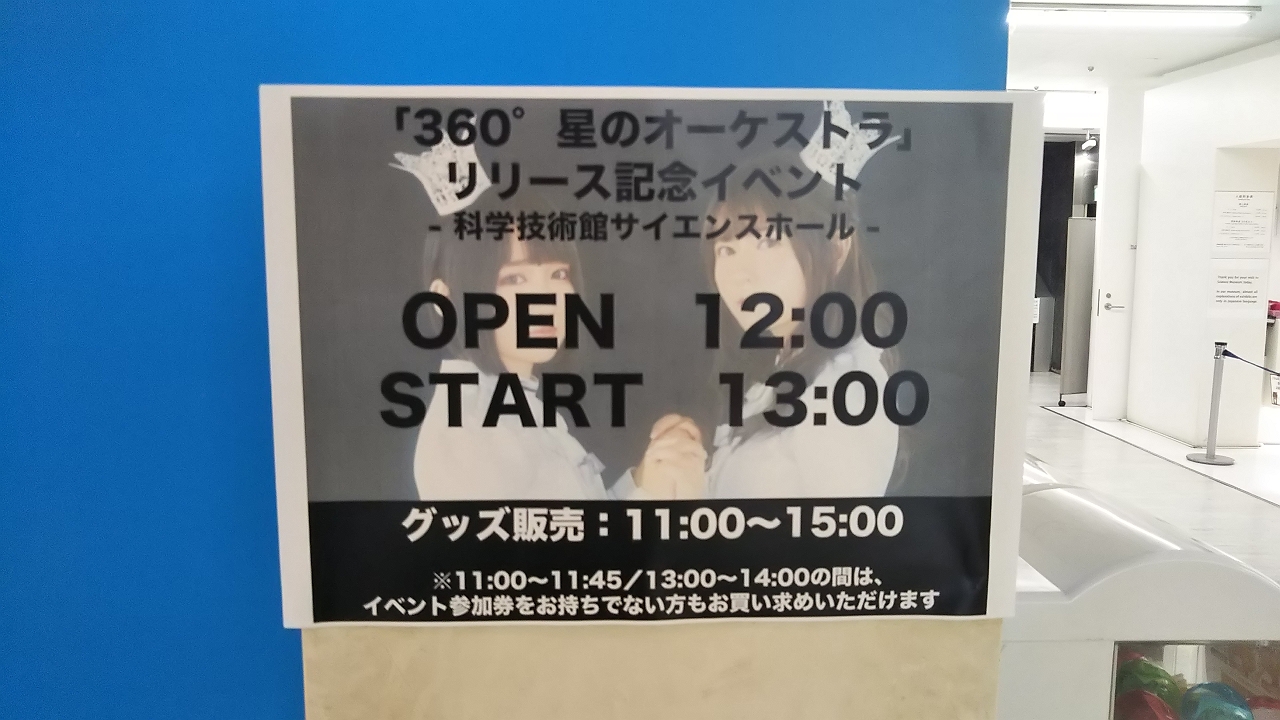 「360°星のオーケストラ」
リリース記念イベント
- 科学技術館サイエンスホール -
OPEN 12:00
START 13:00
グッズ販売：11:00〜15:00
※11:00〜11:45／13:00〜14:00の間は、
イベント参加券をお持ちでない方もお買い求めいただけます